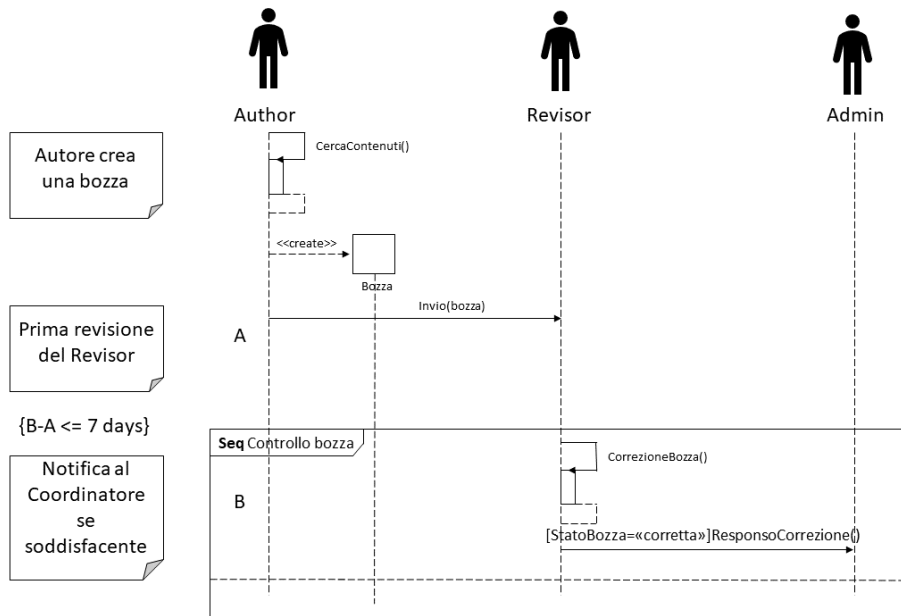 Author
Revisor
Admin
Autore crea
una bozza
CercaContenuti()
<<create>>
Bozza
Prima revisione
del Revisor
A
Invio(bozza)
{B-A <= 7 days}
Seq Controllo bozza
CorrezioneBozza()
Notifica al
Coordinatore
se
soddisfacente
B
[StatoBozza=«corretta»]ResponsoCorrezione()